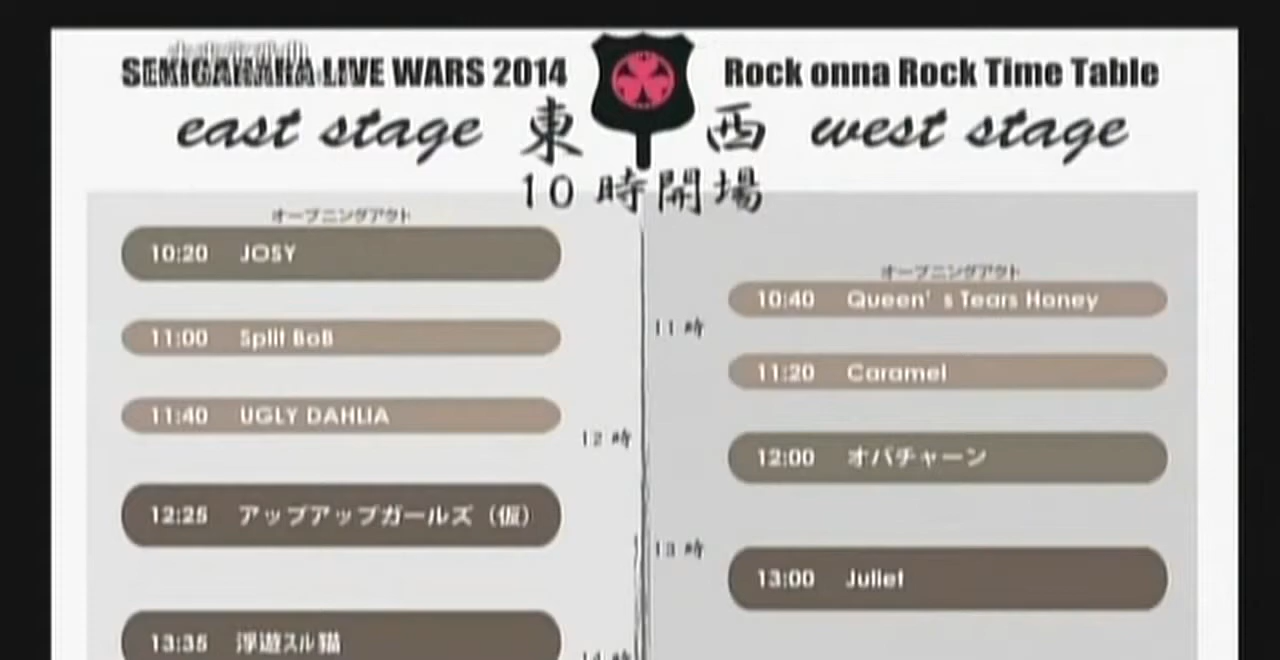 SEKIGAHARA LIVE WARS 2014
Rock onna Rock Time Table
east stage 東
西 west stage
10時開場
オープニングアクト
10:20 JOSY
11:00 Split BoB
11:40 UGLY DAHLIA
12時
12:25 アップアップガールズ（仮）
13:35 浮遊スル猫
14時
オープニングアクト
10:40 Queen's Tears Honey
11時
11:20 Caramel
12:00 オバチャーン
13時
13:00 Juliet